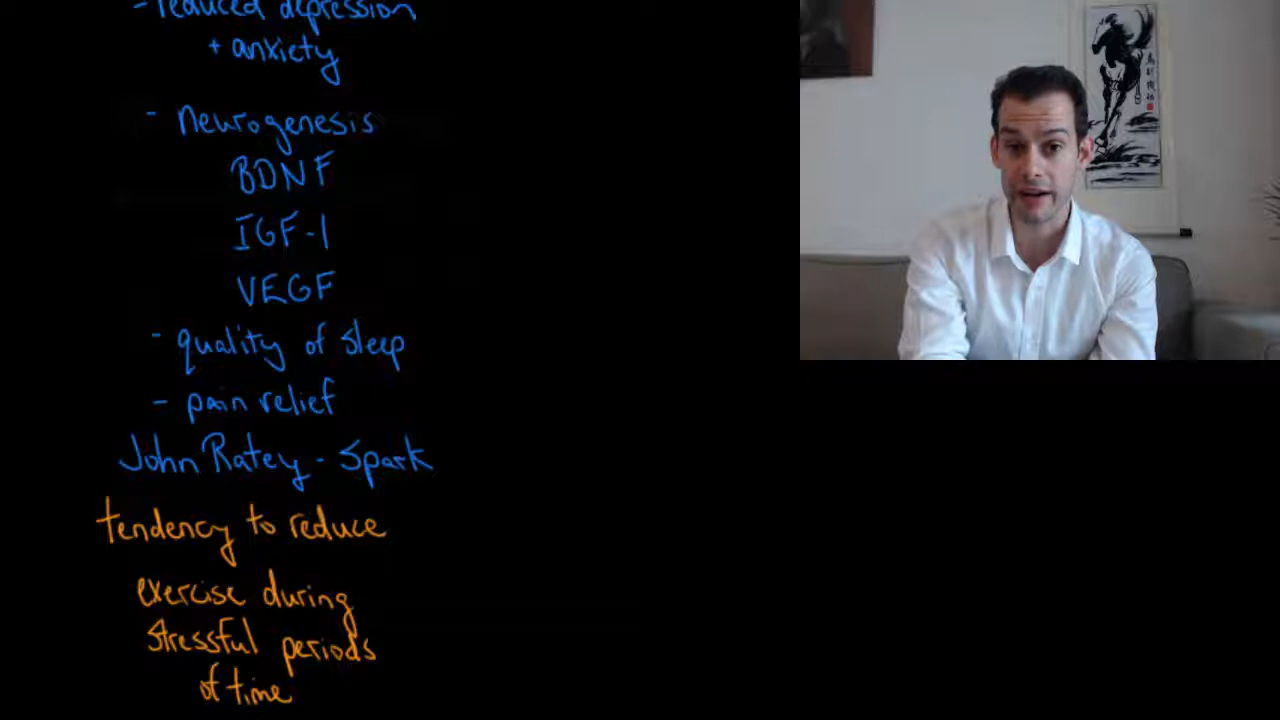 - reduced depression
+ anxiety
- neurogenesis
BDNF
IGF-1
VEGF
- quality of sleep
- pain relief
John Ratey - Spark
tendency to reduce
exercise during
stressful periods
of time